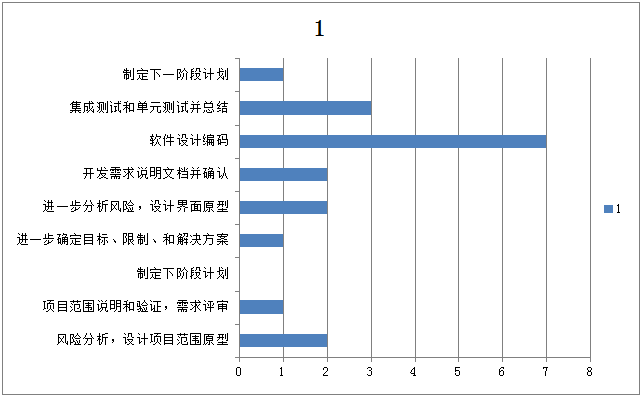 1
制定下一阶段计划
集成测试和单元测试并总结
软件设计编码
开发需求说明文档并确认
进一步分析风险，设计界面原型
进一步确定目标、限制、和解决方案
制定下阶段计划
项目范围说明和验证，需求评审
风险分析，设计项目范围原型
0 1 2 3 4 5 6 7 8
1